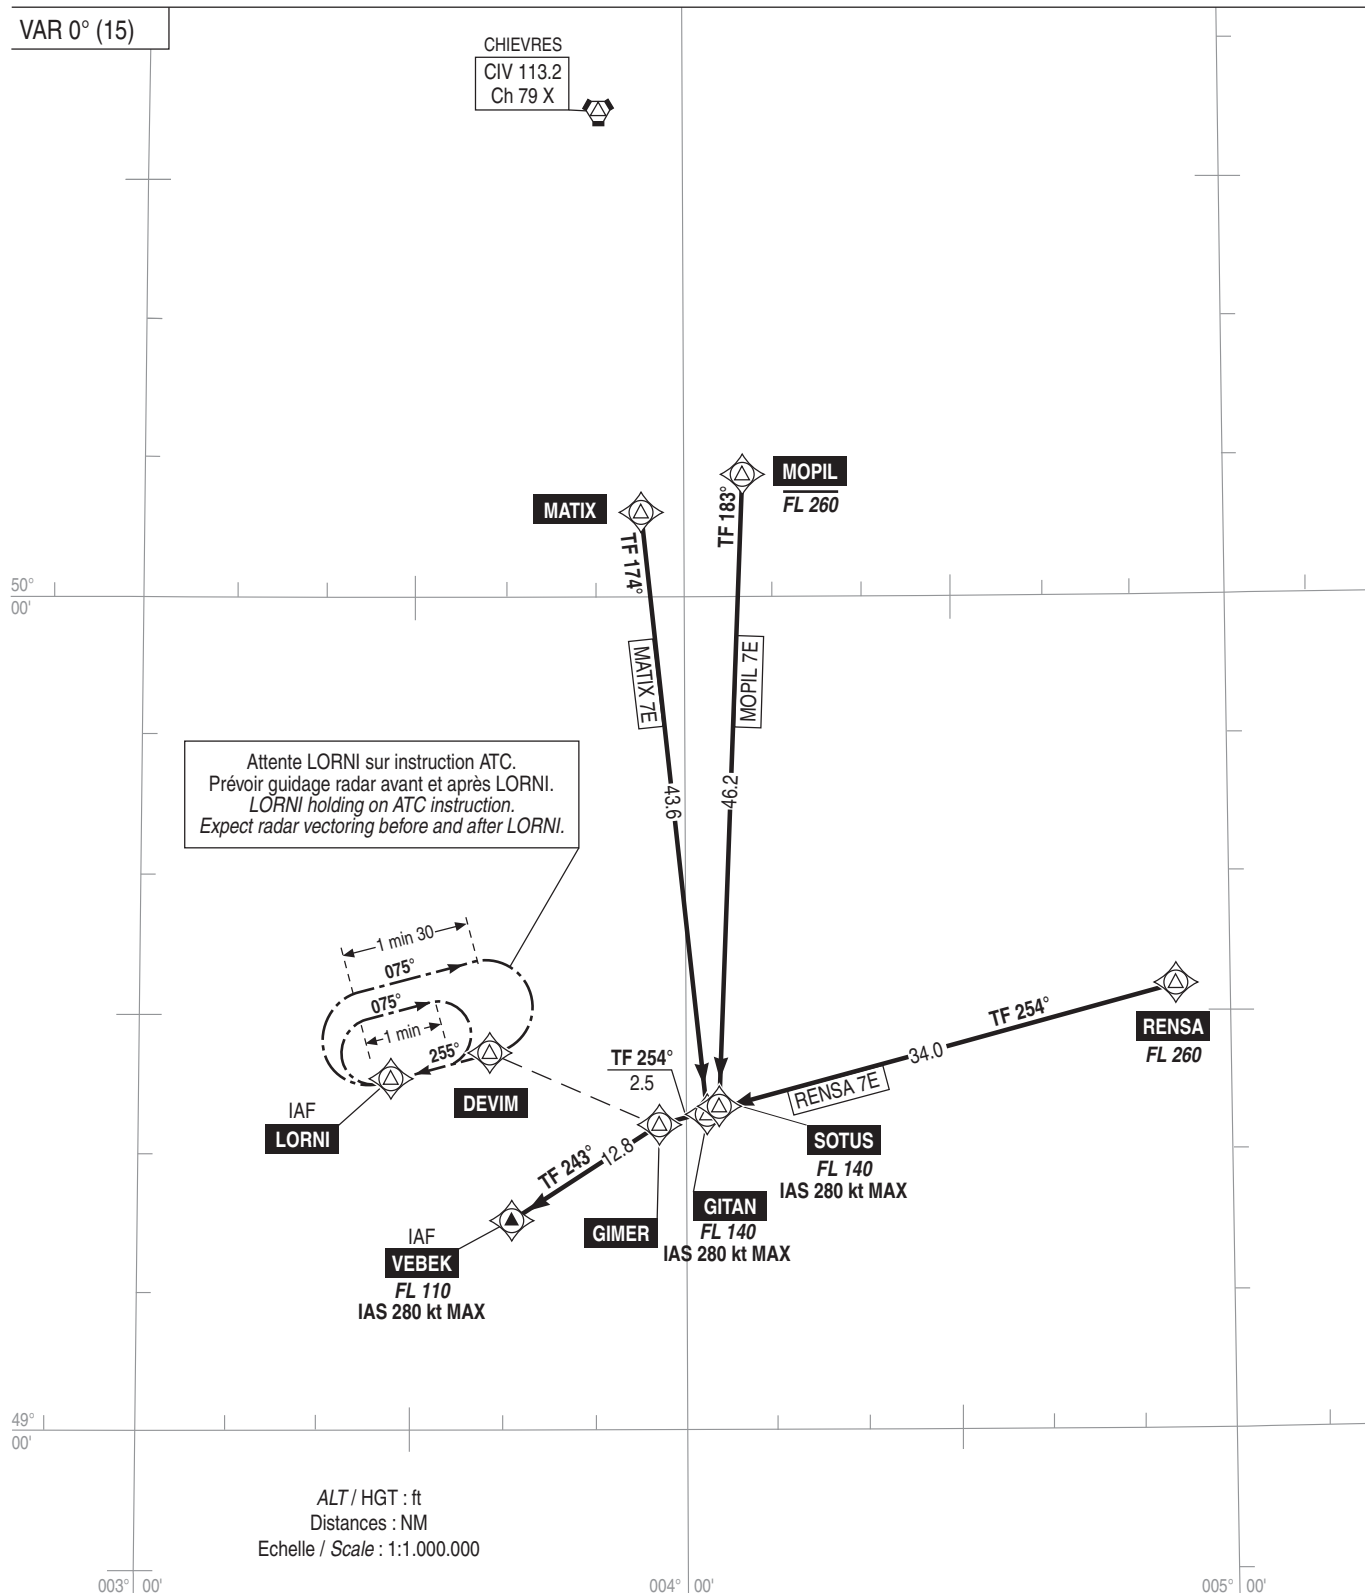 VAR 0° (15)
CHIEVRES
CIV 113.2
Ch 79 X
MOPIL
FL 260
MATIX
TF 183°
TF 174°
50°
00'
MATIX 7E
MOPIL 7E
Attente LORNI sur instruction ATC.
Prévoir guidage radar avant et après LORNI.
LORNI holding on ATC instruction.
Expect radar vectoring before and after LORNI.
43.6
46.2
1 min 30
075°
075°
1 min
255°
TF 254°
RENSA
FL 260
34.0
RENSA 7E
TF 254°
2.5
DEVIM
IAF
LORNI
SOTUS
FL 140
IAS 280 kt MAX
TF 243°
12.8
GITAN
FL 140
IAS 280 kt MAX
GIMER
IAF
VEBEK
FL 110
IAS 280 kt MAX
49°
00'
ALT / HGT : ft
Distances : NM
Echelle / Scale : 1:1.000.000
003° 00'
004° 00'
005° 00'